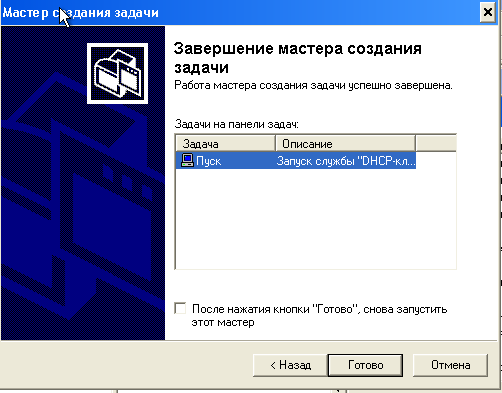 Мастер создания задачи
Завершение мастера создания
задачи
Работа мастера создания задачи успешно завершена.
Задачи на панели задач:
Задача Описание
Пуск Запуск службы "DHCP-кл...
После нажатия кнопки "Готово", снова запустить
этот мастер
< Назад Готово Отмена